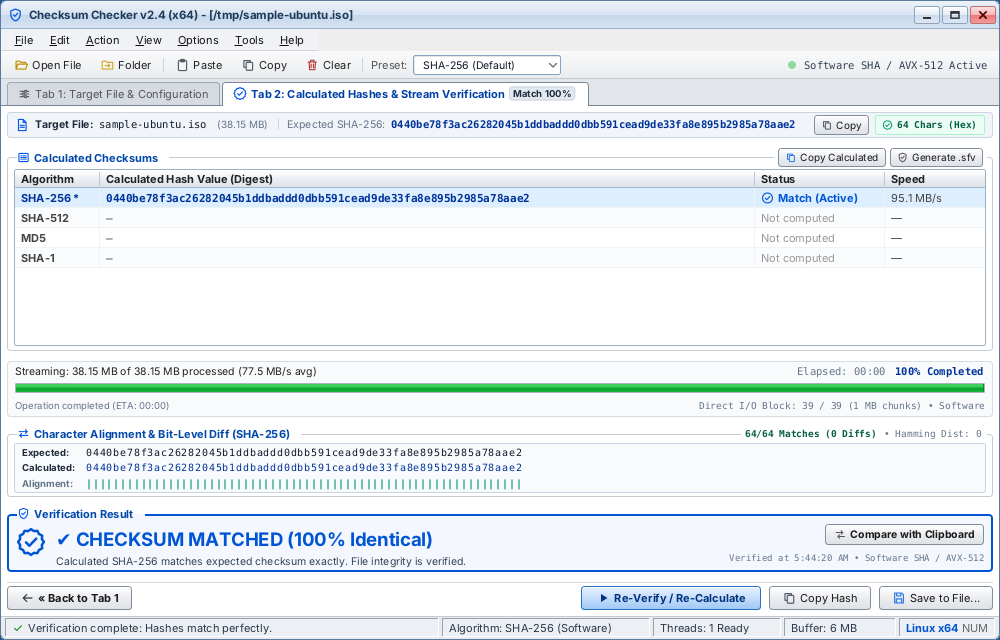 Checksum Checker v2.4 (x64) - [/tmp/sample-ubuntu.iso]
File Edit Action View Options Tools Help
Open File Folder Paste Copy Clear Preset: SHA-256 (Default) Software SHA / AVX-512 Active
Tab 1: Target File & Configuration Tab 2: Calculated Hashes & Stream Verification Match 100%
Target File: sample-ubuntu.iso (38.15 MB) Expected SHA-256: 0440be78f3ac26282045b1ddbaddd0dbb591cead9de33fa8e895b2985a78aae2 Copy 64 Chars (Hex)
Calculated Checksums Copy Calculated Generate .sfv
Algorithm Calculated Hash Value (Digest) Status Speed
SHA-256 * 0440be78f3ac26282045b1ddbaddd0dbb591cead9de33fa8e895b2985a78aae2 Match (Active) 95.1 MB/s
SHA-512 — Not computed —
MD5 — Not computed —
SHA-1 — Not computed —
Streaming: 38.15 MB of 38.15 MB processed (77.5 MB/s avg) Elapsed: 00:00 100% Completed
Operation completed (ETA: 00:00) Direct I/O Block: 39 / 39 (1 MB chunks) • Software
Character Alignment & Bit-Level Diff (SHA-256) 64/64 Matches (0 Diffs) • Hamming Dist: 0
Expected: 0440be78f3ac26282045b1ddbaddd0dbb591cead9de33fa8e895b2985a78aae2
Calculated: 0440be78f3ac26282045b1ddbaddd0dbb591cead9de33fa8e895b2985a78aae2
Alignment: ||||||||||||||||||||||||||||||||||||||||||||||||||||||||||||||||
Verification Result
✔ CHECKSUM MATCHED (100% Identical) Compare with Clipboard
Calculated SHA-256 matches expected checksum exactly. File integrity is verified. Verified at 5:44:20 AM • Software SHA / AVX-512
« Back to Tab 1 Re-Verify / Re-Calculate Copy Hash Save to File...
Verification complete: Hashes match perfectly. Algorithm: SHA-256 (Software) Threads: 1 Ready Buffer: 6 MB Linux x64 NUM